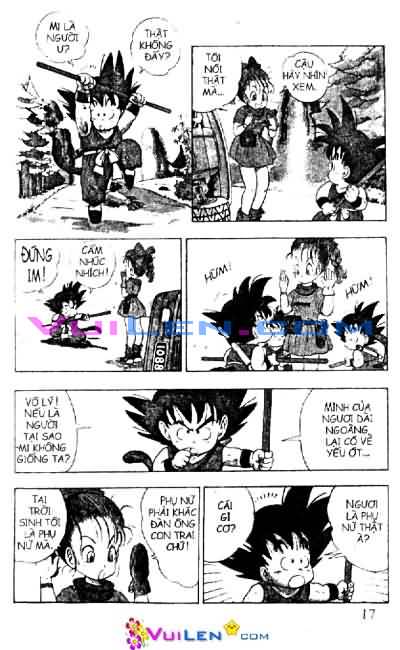 MI LÀ
NGƯỜI
Ư?
THẬT
KHÔNG
ĐẤY?
TÔI
NÓI
THẬT
MÀ...
CẬU
HÃY NHÌN
XEM.
ĐỨNG
IM!
CẤM
NHÚC
NHÍCH!
1088
HỪM!
HỪM!
VUILEN.COM
VÔ LÝ!
NẾU LÀ
NGƯỜI
TẠI SAO
MI KHÔNG
GIỐNG TA?
MÌNH CỦA
NGƯƠI DÀI
NGOẰNG,
LẠI CÓ VẺ
YẾU ỚT...
TẠI
TRỜI
SINH TÔI
LÀ PHỤ
NỮ MÀ.
PHỤ NỮ
PHẢI KHÁC
ĐÀN ÔNG
CON TRAI
CHỨ!
CÁI
GÌ
CƠ?
NGƯƠI
LÀ PHỤ
NỮ THẬT
À?
17
VUILEN.COM